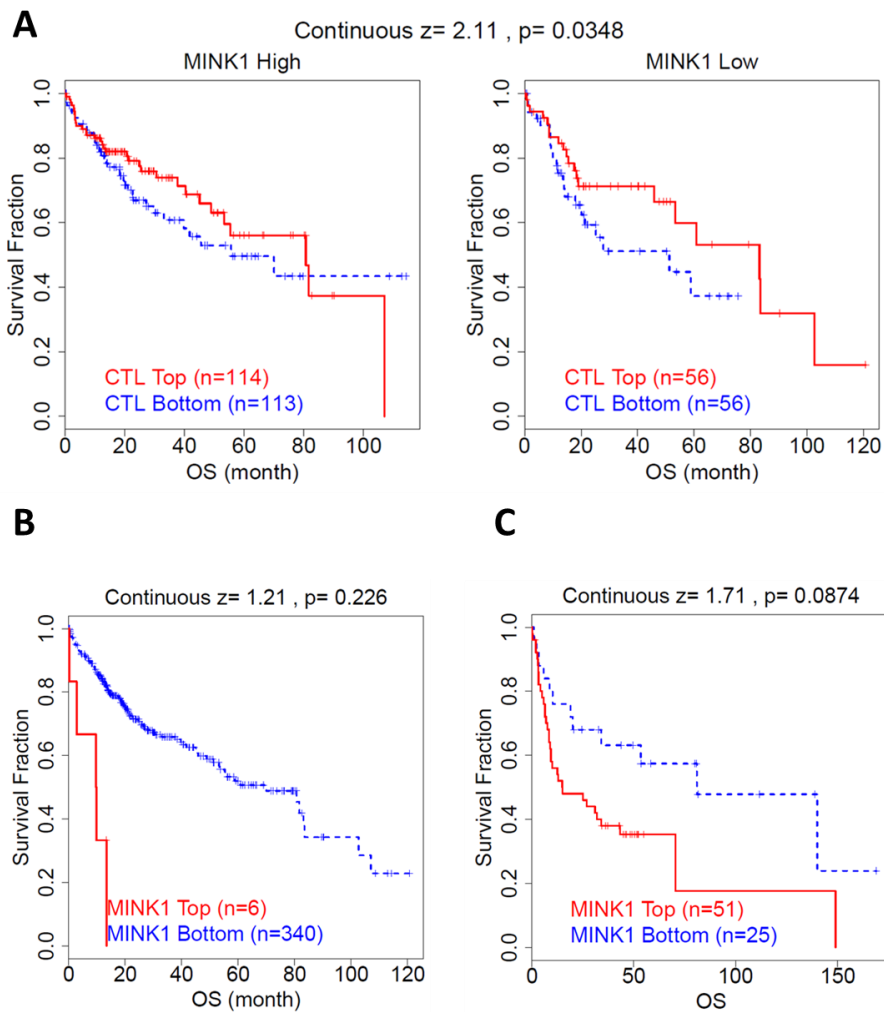 A
Continuous z= 2.11 , p= 0.0348
MINK1 High
Survival Fraction
1.0
0.8
0.6
0.4
0.2
0.0
CTL Top (n=114)
CTL Bottom (n=113)
0 20 40 60 80 100
OS (month)
MINK1 Low
Survival Fraction
1.0
0.8
0.6
0.4
0.2
0.0
CTL Top (n=56)
CTL Bottom (n=56)
0 20 40 60 80 100 120
OS (month)
B
Continuous z= 1.21 , p= 0.226
Survival Fraction
1.0
0.8
0.6
0.4
0.2
0.0
MINK1 Top (n=6)
MINK1 Bottom (n=340)
0 20 40 60 80 100 120
OS (month)
C
Continuous z= 1.71 , p= 0.0874
Survival Fraction
1.0
0.8
0.6
0.4
0.2
0.0
MINK1 Top (n=51)
MINK1 Bottom (n=25)
0 50 100 150
OS